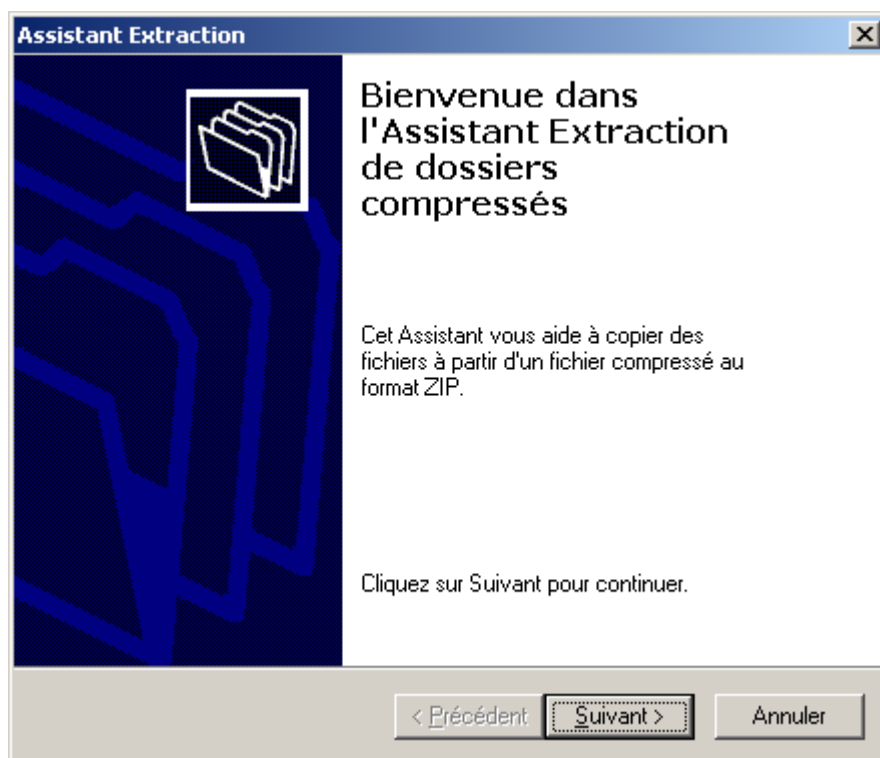 Assistant Extraction
Bienvenue dans
l'Assistant Extraction
de dossiers
compressés
Cet Assistant vous aide à copier des
fichiers à partir d'un fichier compressé au
format ZIP.
Cliquez sur Suivant pour continuer.
< Précédent Suivant > Annuler